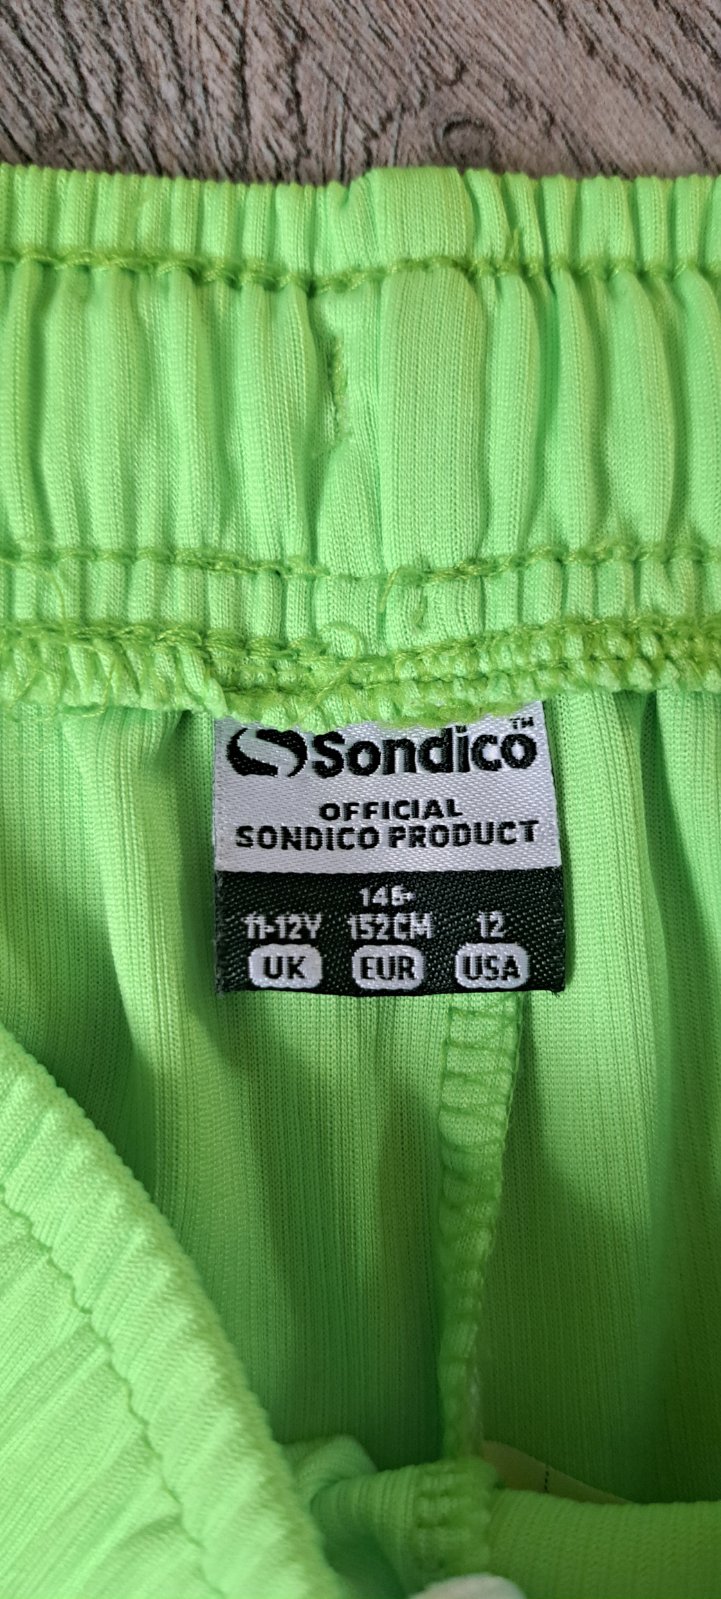 Sondico™
OFFICIAL
SONDICO PRODUCT
146-
11-12Y 152CM 12
UK EUR USA